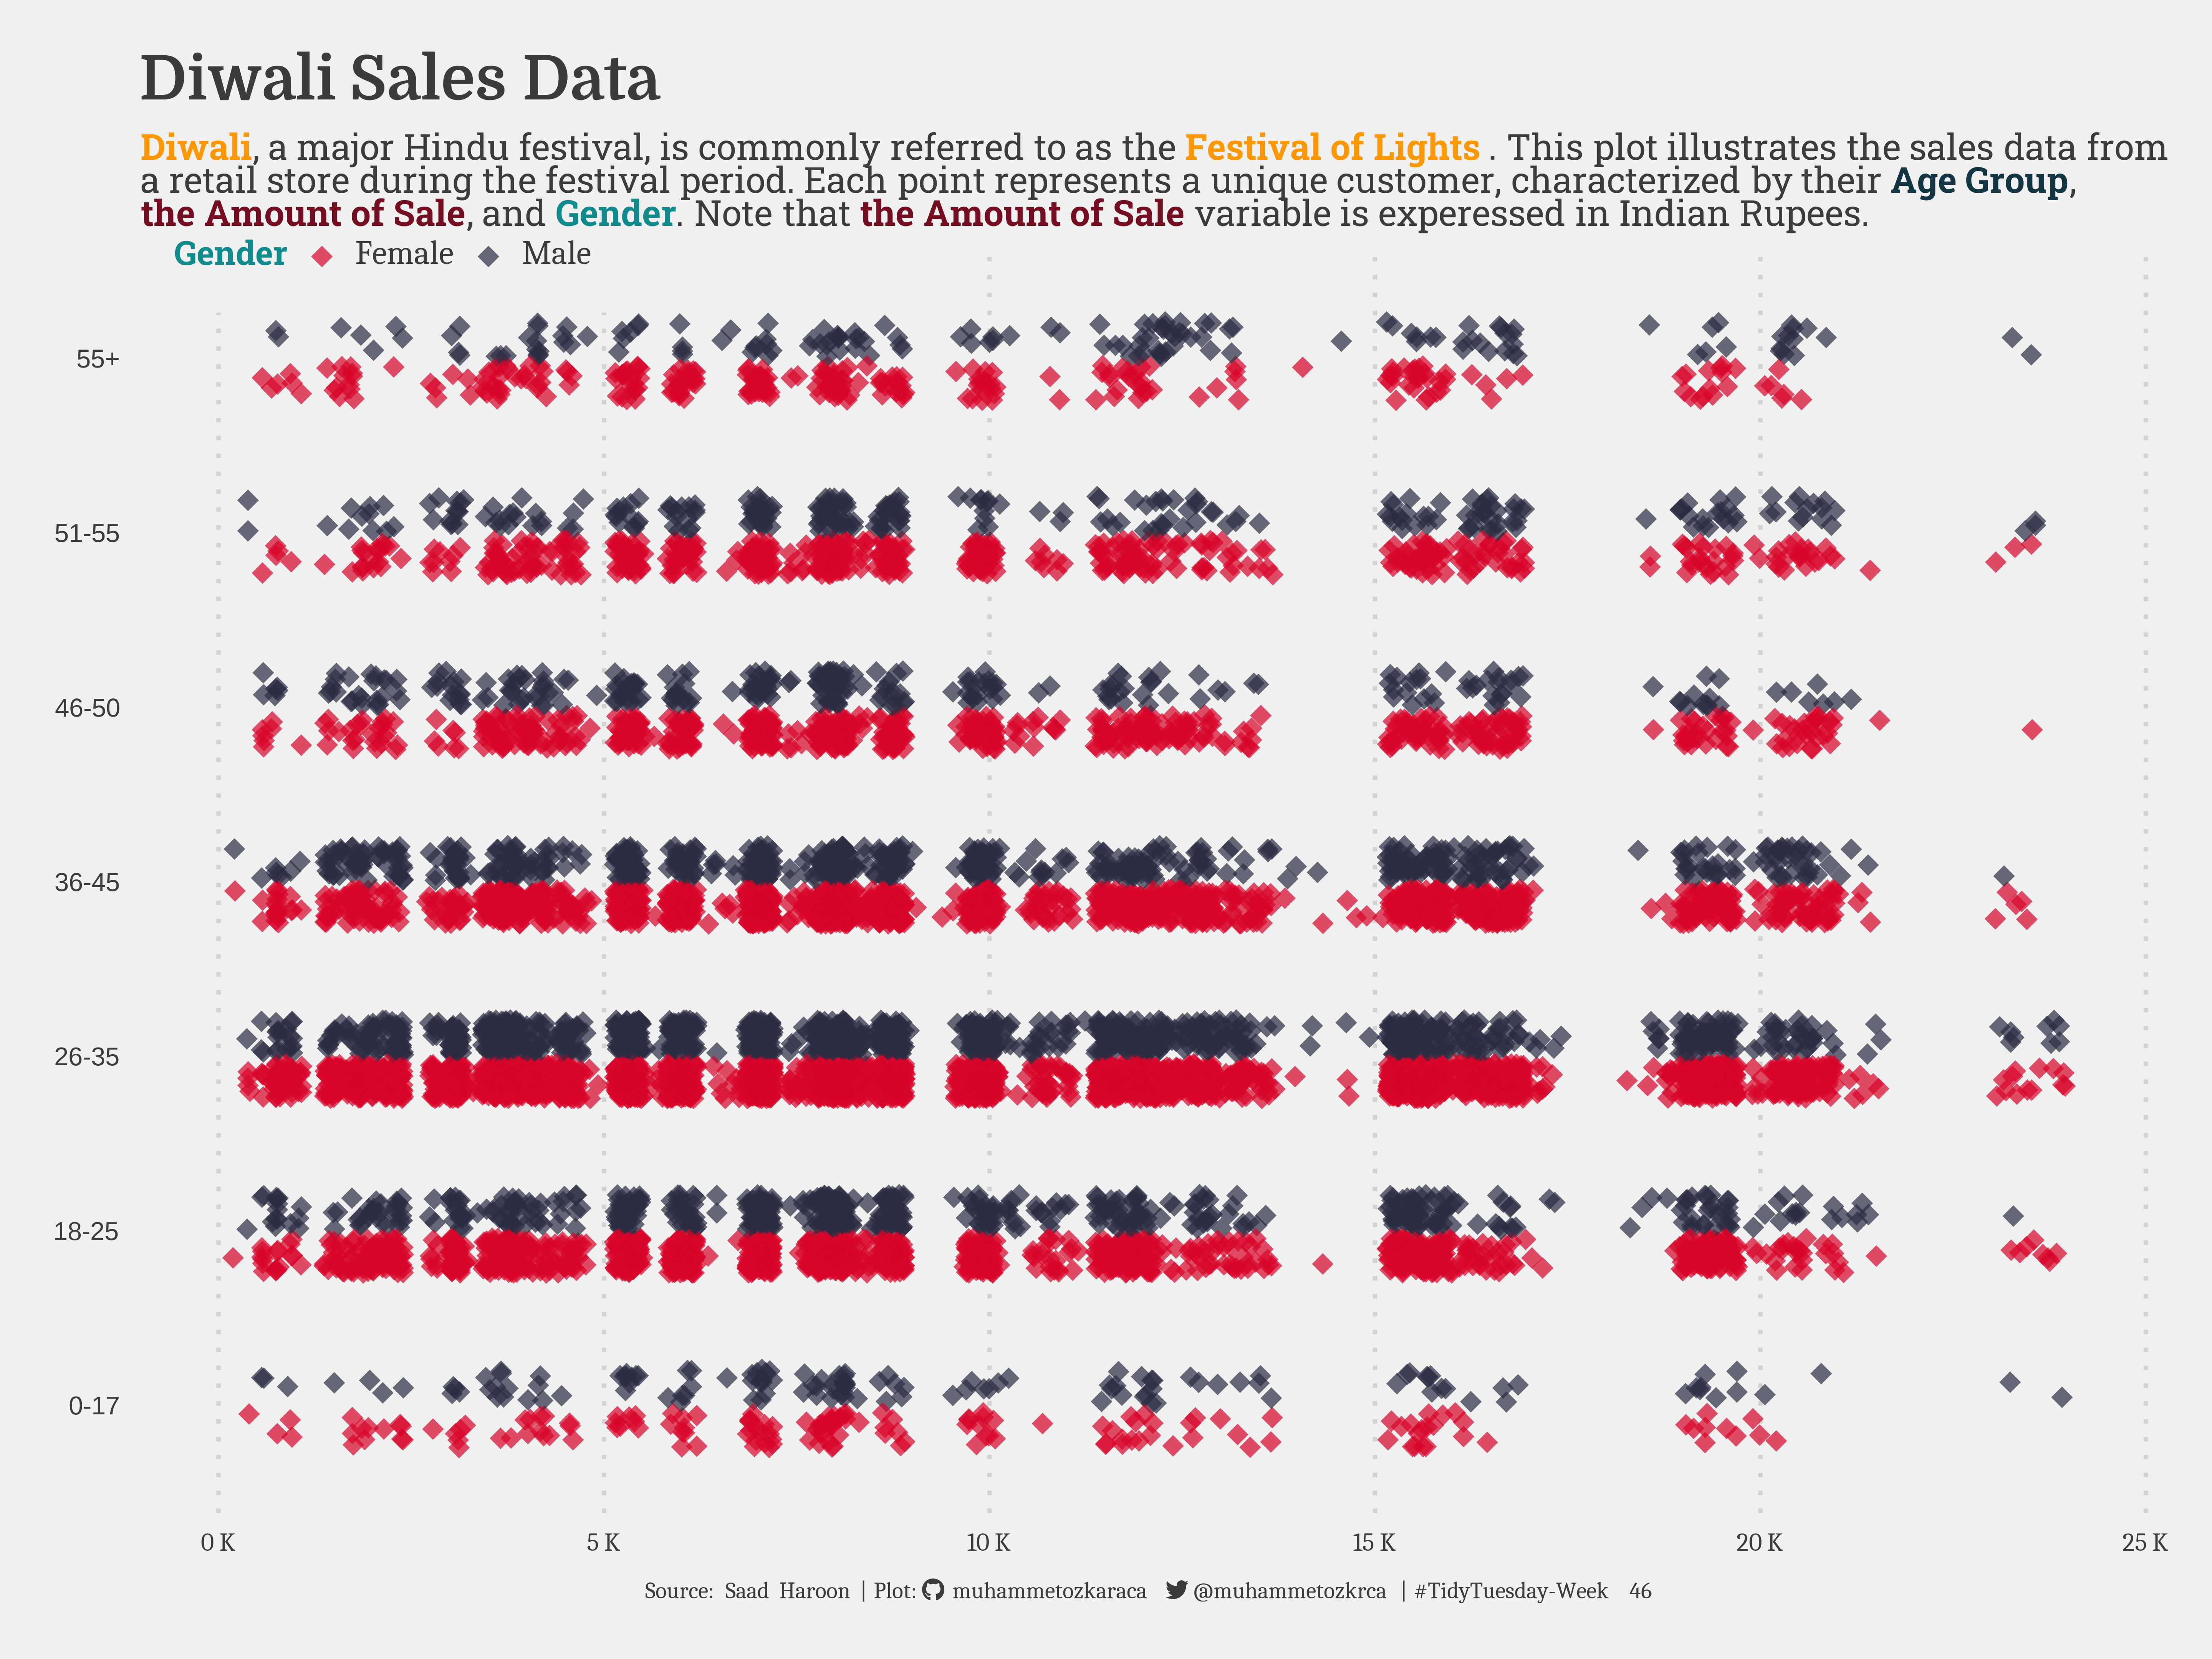 Diwali Sales Data
Diwali, a major Hindu festival, is commonly referred to as the Festival of Lights . This plot illustrates the sales data from
a retail store during the festival period. Each point represents a unique customer, characterized by their Age Group,
the Amount of Sale, and Gender. Note that the Amount of Sale variable is experessed in Indian Rupees.
Gender Female Male
55+
51-55
46-50
36-45
26-35
18-25
0-17
0 K 5 K 10 K 15 K 20 K 25 K
Source: Saad Haroon | Plot: muhammetozkaraca @muhammetozkrca | #TidyTuesday-Week 46